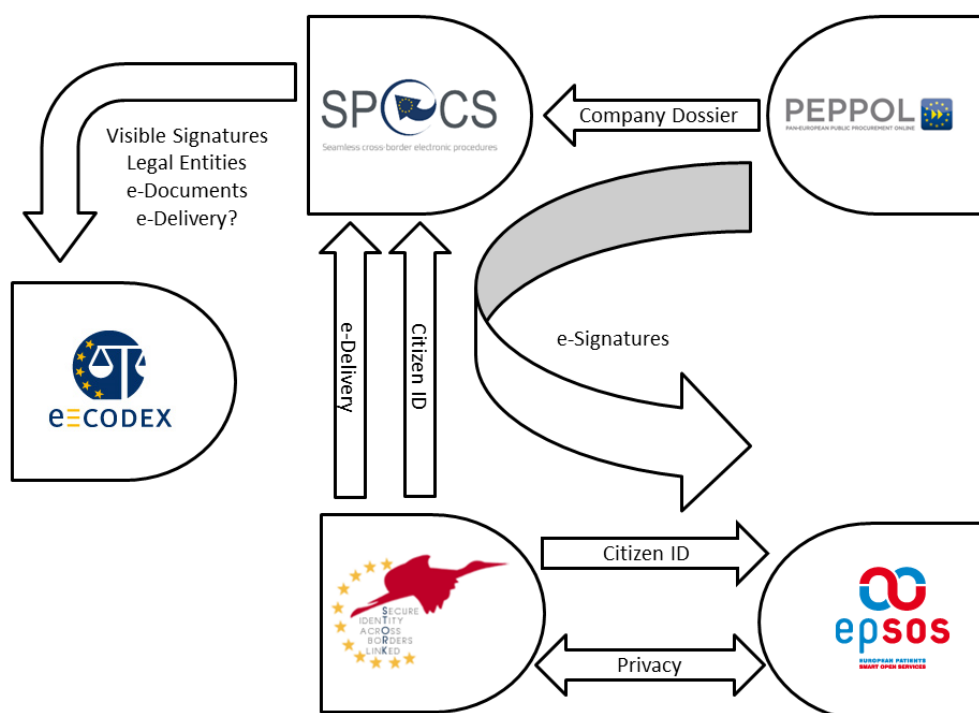 SPOCS
Seamless cross-border electronic procedures
Company Dossier
PEPPOL
PAN-EUROPEAN PUBLIC PROCUREMENT ONLINE
Visible Signatures
Legal Entities
e-Documents
e-Delivery?
e-Delivery
Citizen ID
e-Signatures
eCODEX
SECURE
IDENTITY
ACROSS
BORDERS
LINKED
Citizen ID
Privacy
epsos
EUROPEAN PATIENTS
SMART OPEN SERVICES